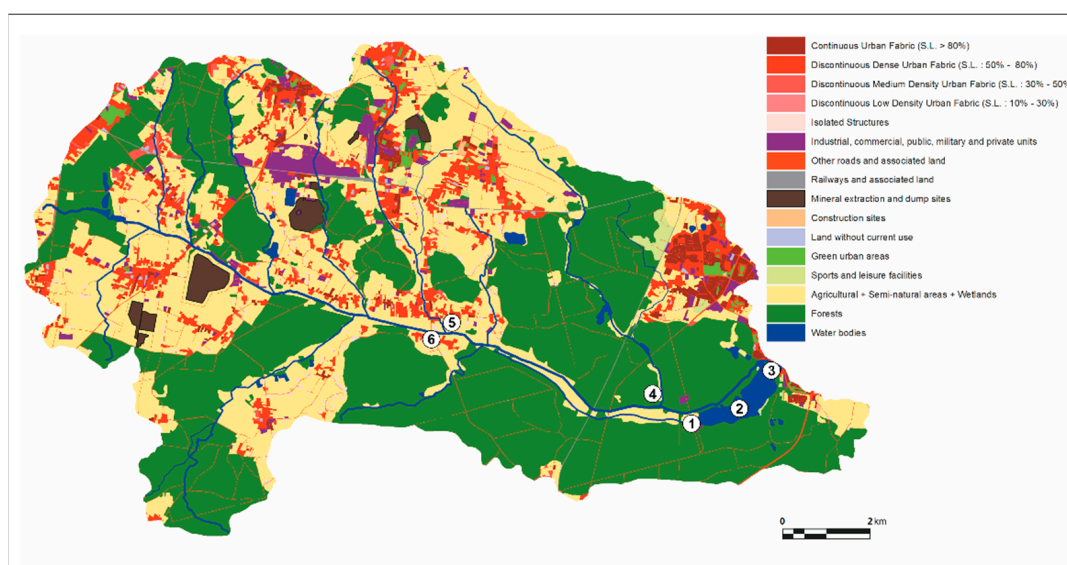 Continuous Urban Fabric (S.L. > 80%)
Discontinuous Dense Urban Fabric (S.L. : 50% - 80%)
Discontinuous Medium Density Urban Fabric (S.L. : 30% - 50%
Discontinuous Low Density Urban Fabric (S.L. : 10% - 30%)
Isolated Structures
Industrial, commercial, public, military and private units
Other roads and associated land
Railways and associated land
Mineral extraction and dump sites
Construction sites
Land without current use
Green urban areas
Sports and leisure facilities
Agricultural + Semi-natural areas + Wetlands
Forests
Water bodies
5
6
3
4
2
1
0 2 km